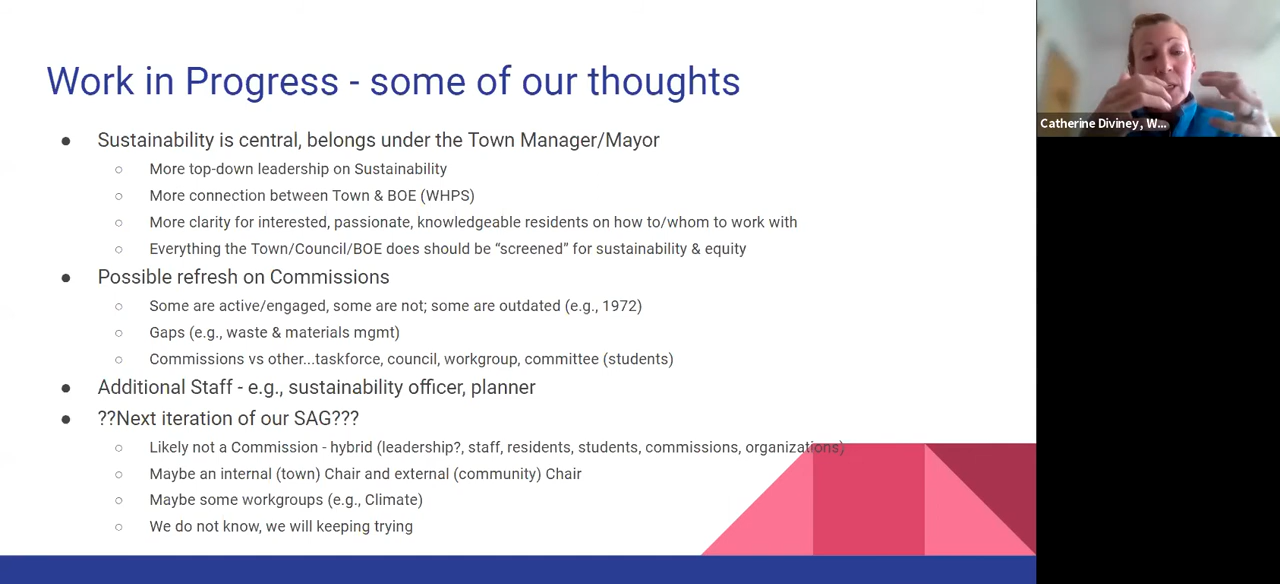 Work in Progress - some of our thoughts
● Sustainability is central, belongs under the Town Manager/Mayor
○ More top-down leadership on Sustainability
○ More connection between Town & BOE (WHPS)
○ More clarity for interested, passionate, knowledgeable residents on how to/whom to work with
○ Everything the Town/Council/BOE does should be “screened” for sustainability & equity
● Possible refresh on Commissions
○ Some are active/engaged, some are not; some are outdated (e.g., 1972)
○ Gaps (e.g., waste & materials mgmt)
○ Commissions vs other...taskforce, council, workgroup, committee (students)
● Additional Staff - e.g., sustainability officer, planner
● ??Next iteration of our SAG???
○ Likely not a Commission - hybrid (leadership?, staff, residents, students, commissions, organizations)
○ Maybe an internal (town) Chair and external (community) Chair
○ Maybe some workgroups (e.g., Climate)
○ We do not know, we will keeping trying
Catherine Diviney, W...